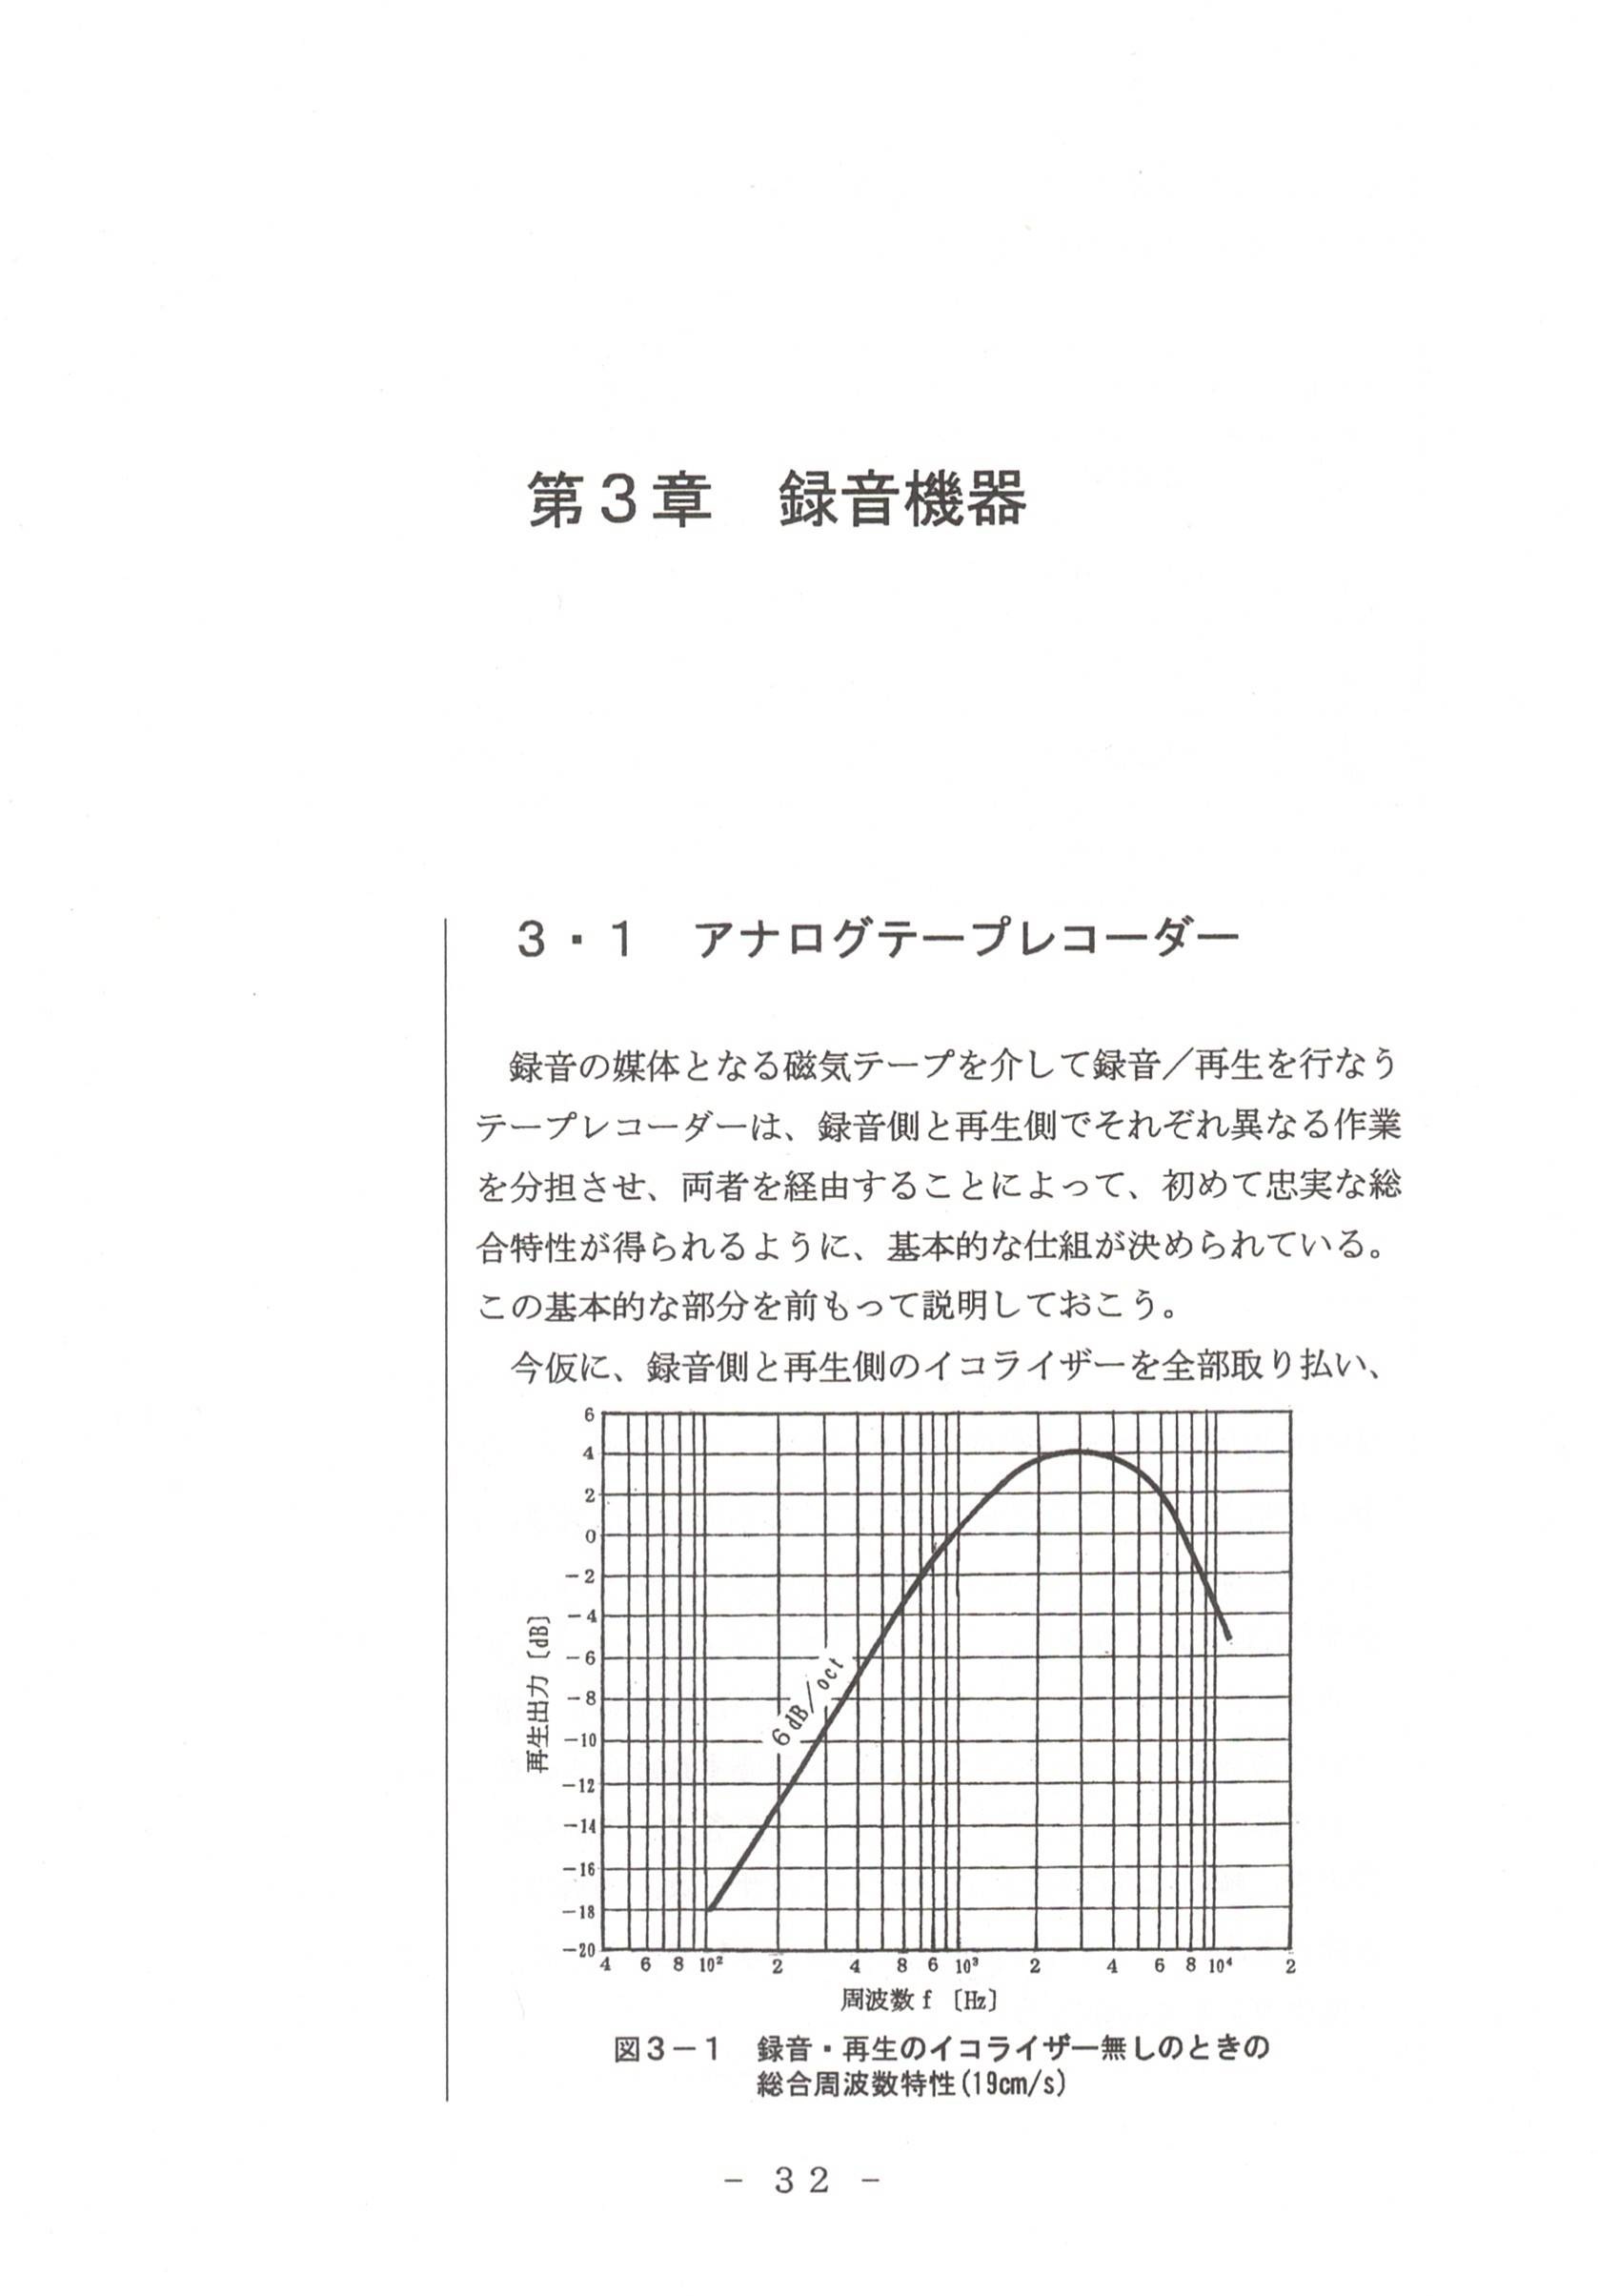 第3章　録音機器
3・1　アナログテープレコーダー
録音の媒体となる磁気テープを介して録音／再生を行なう
テープレコーダーは、録音側と再生側でそれぞれ異なる作業
を分担させ、両者を経由することによって、初めて忠実な総
合特性が得られるように、基本的な仕組が決められている。
この基本的な部分を前もって説明しておこう。
今仮に、録音側と再生側のイコライザーを全部取り払い、
6
4
2
0
−2
−4
−6
−8
−10
−12
−14
−16
−18
−20
再生出力〔dB〕
6dB/oct
4 6 8 10² 2 4 8 6 10³ 2 4 6 8 10⁴ 2
周波数 f 〔Hz〕
図3－1　録音・再生のイコライザー無しのときの
総合周波数特性(19cm/s)
－ 32 －